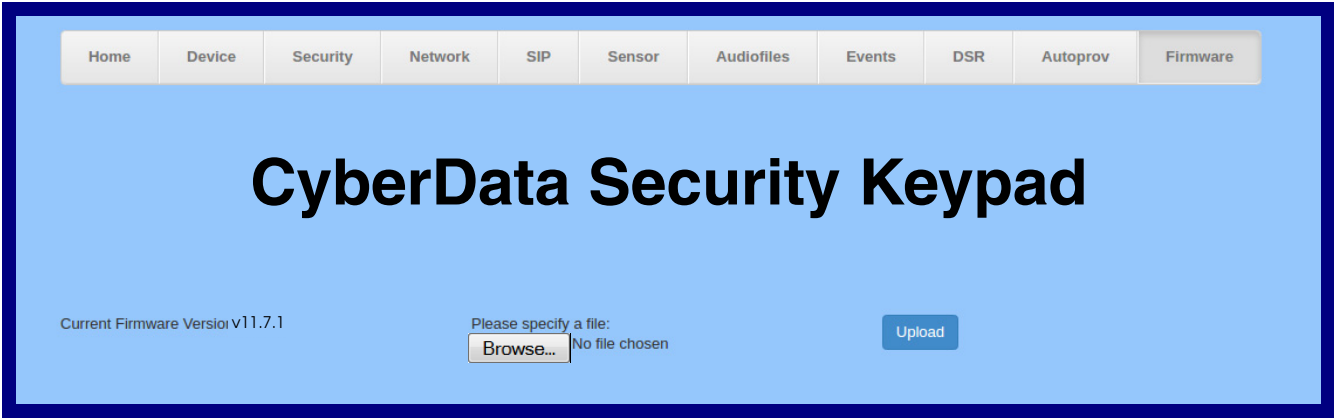 Home Device Security Network SIP Sensor Audiofiles Events DSR Autoprov Firmware
CyberData Security Keypad
Current Firmware Version v11.7.1
Please specify a file:
Browse... No file chosen
Upload